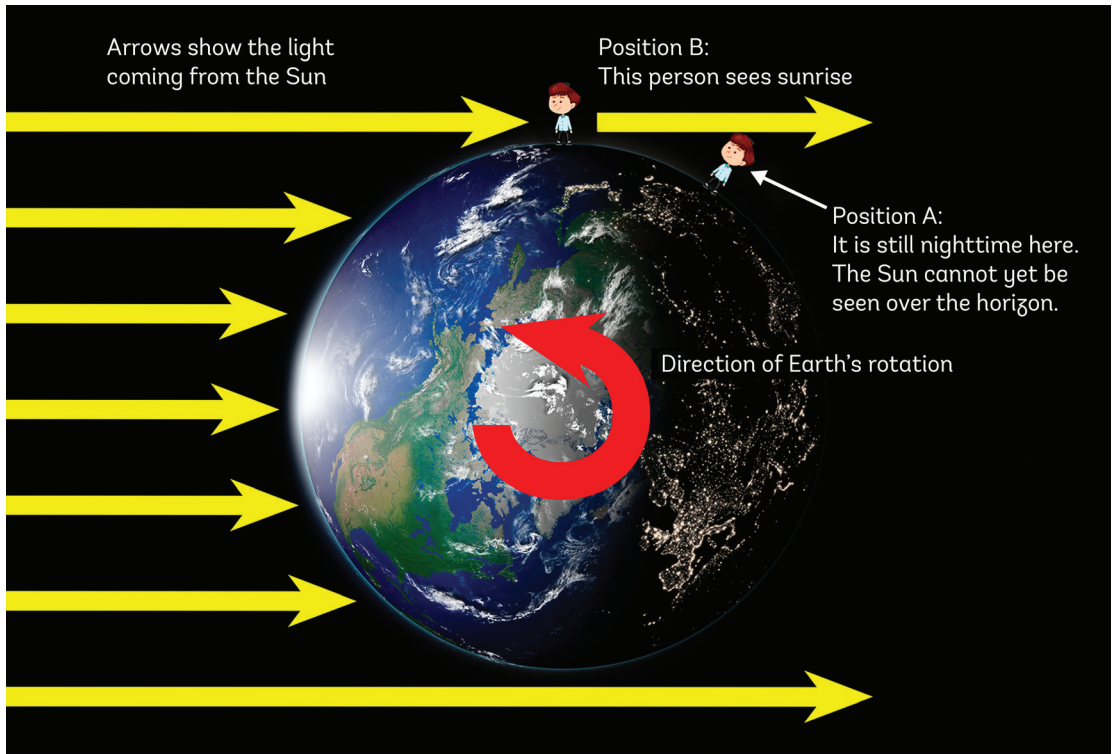 Arrows show the light
coming from the Sun
Position B:
This person sees sunrise
Position A:
It is still nighttime here.
The Sun cannot yet be
seen over the horizon.
Direction of Earth’s rotation